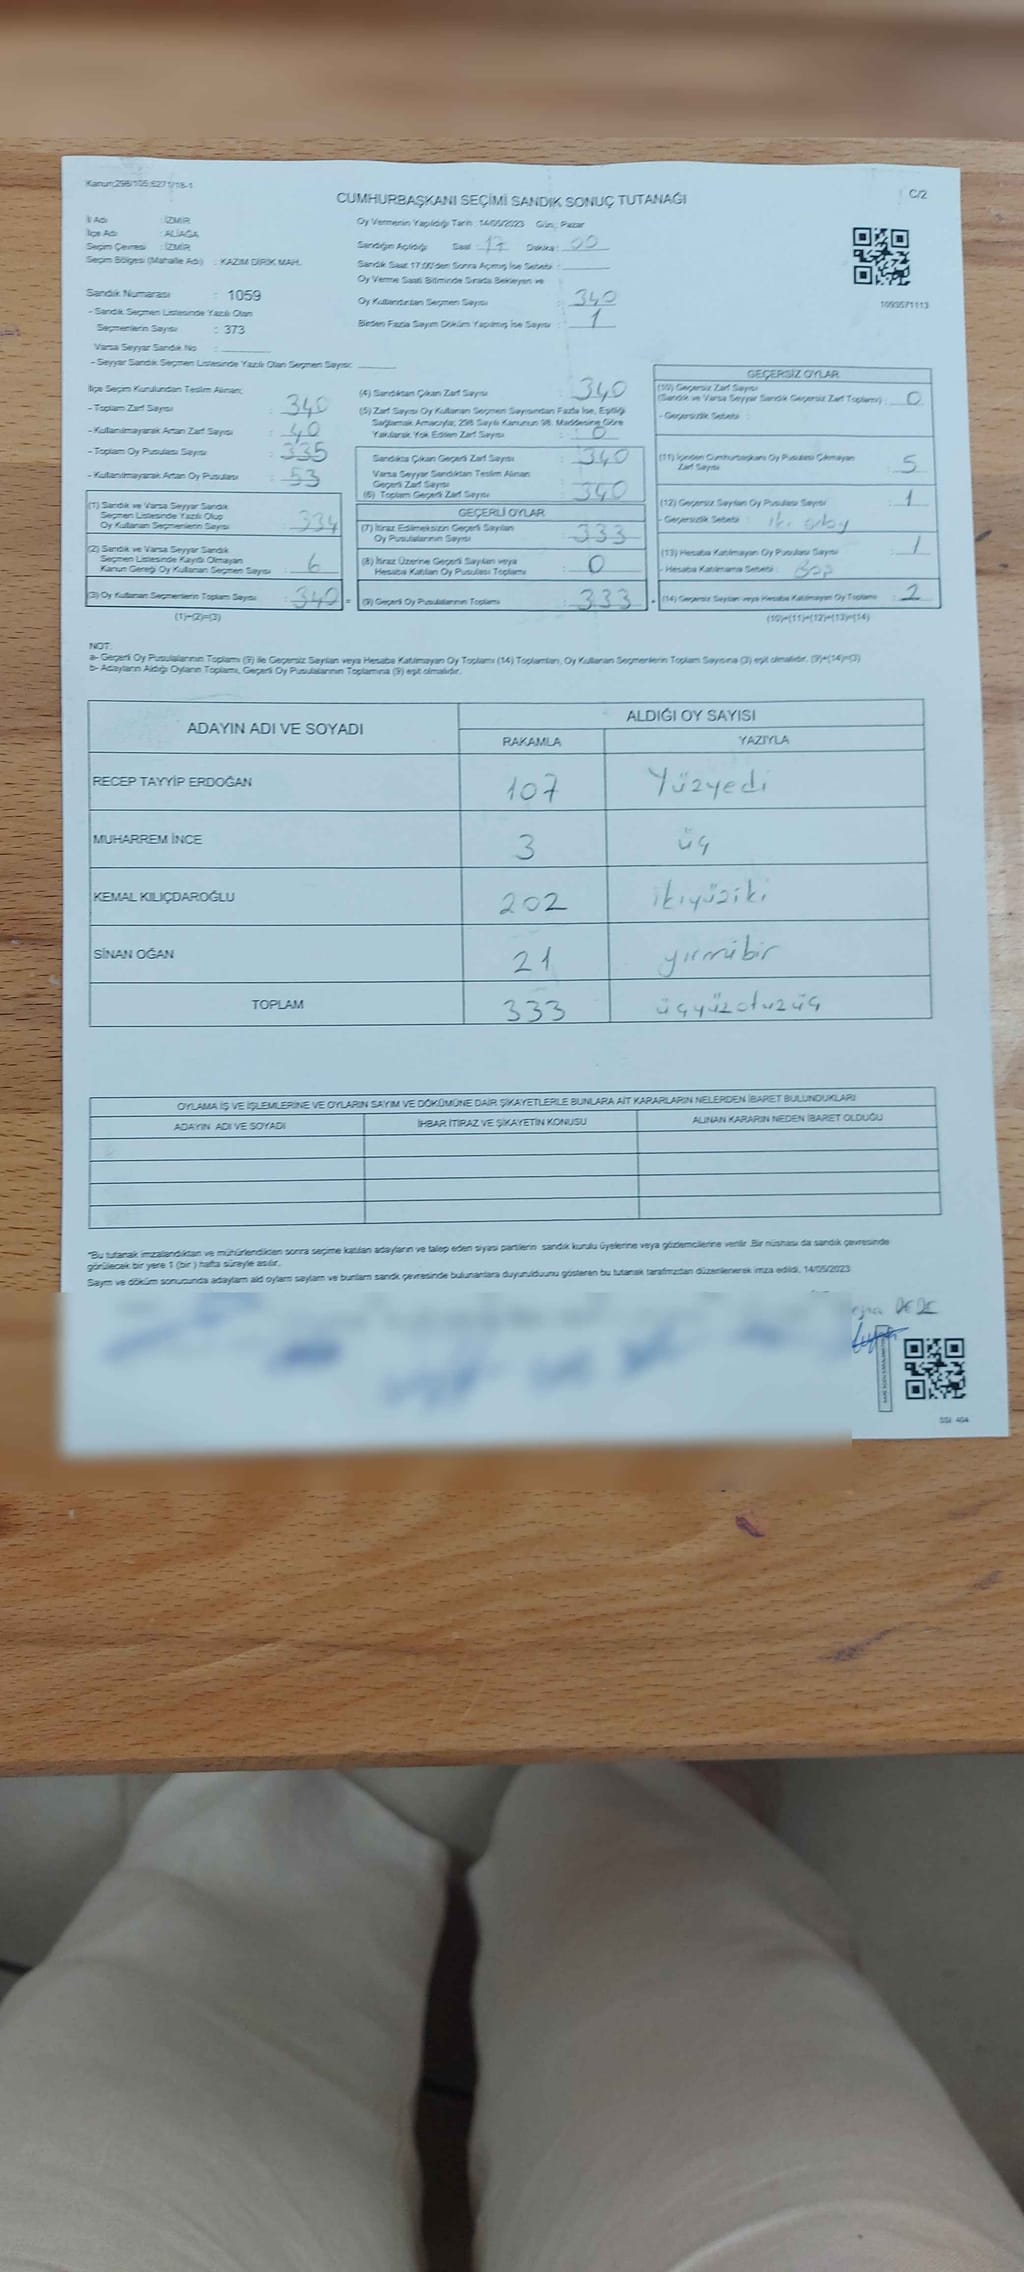 Kanun:298/105;6271/18-1
C/2
CUMHURBAŞKANI SEÇİMİ SANDIK SONUÇ TUTANAĞI
İl Adı : İZMİR
İlçe Adı : ALİAĞA
Seçim Çevresi : İZMİR
Seçim Bölgesi (Mahalle Adı) : KAZIM DİRİK MAH.
Oy Vermenin Yapıldığı Tarih : 14/05/2023 Gün : Pazar
Sandığın Açıldığı Saat : 17 Dakika : 00
Sandık Saat 17:00'den Sonra Açılmış İse Sebebi :
Oy Verme Saati Bitiminde Sırada Bekleyen ve
Oy Kullandırılan Seçmen Sayısı : 340
Birden Fazla Sayım Döküm Yapılmış İse Sayısı : 1
1093571113
Sandık Numarası : 1059
- Sandık Seçmen Listesinde Yazılı Olan
Seçmenlerin Sayısı : 373
Varsa Seyyar Sandık No :
- Seyyar Sandık Seçmen Listesinde Yazılı Olan Seçmen Sayısı:
İlçe Seçim Kurulundan Teslim Alınan;
- Toplam Zarf Sayısı : 340
- Kullanılmayarak Artan Zarf Sayısı : 40
- Toplam Oy Pusulası Sayısı : 335
- Kullanılmayarak Artan Oy Pusulası : 53
(1) Sandık ve Varsa Seyyar Sandık
Seçmen Listesinde Yazılı Olup
Oy Kullanan Seçmenlerin Sayısı : 334
(2) Sandık ve Varsa Seyyar Sandık
Seçmen Listesinde Kaydı Olmayan
Kanun Gereği Oy Kullanan Seçmen Sayısı : 6
(3) Oy Kullanan Seçmenlerin Toplam Sayısı : 340 =
(1)+(2)=(3)
(4) Sandıktan Çıkan Zarf Sayısı : 340
(5) Zarf Sayısı Oy Kullanan Seçmen Sayısından Fazla İse, Eşitliği
Sağlamak Amacıyla; 298 Sayılı Kanunun 98. Maddesine Göre
Yakılarak Yok Edilen Zarf Sayısı : 0
Sandıkta Çıkan Geçerli Zarf Sayısı : 340
Varsa Seyyar Sandıktan Teslim Alınan
Geçerli Zarf Sayısı :
(6) Toplam Geçerli Zarf Sayısı : 340
GEÇERLİ OYLAR
(7) İtiraz Edilmeksizin Geçerli Sayılan
Oy Pusulalarının Sayısı : 333
(8) İtiraz Üzerine Geçerli Sayılan veya
Hesaba Katılan Oy Pusulası Toplamı : 0
(9) Geçerli Oy Pusulalarının Toplamı : 333 +
GEÇERSİZ OYLAR
(10) Geçersiz Zarf Sayısı
(Sandık ve Varsa Seyyar Sandık Geçersiz Zarf Toplamı) : 0
- Geçersizlik Sebebi :
(11) İçinden Cumhurbaşkanı Oy Pusulası Çıkmayan
Zarf Sayısı : 5
(12) Geçersiz Sayılan Oy Pusulası Sayısı : 1
- Geçersizlik Sebebi : iki
(13) Hesaba Katılmayan Oy Pusulası Sayısı : 1
- Hesaba Katılmama Sebebi : Boş
(14) Geçersiz Sayılan veya Hesaba Katılmayan Oy Toplamı : 2
(10)+(11)+(12)+(13)=(14)
NOT:
a- Geçerli Oy Pusulalarının Toplamı (9) ile Geçersiz Sayılan veya Hesaba Katılmayan Oy Toplamı (14) Toplamları, Oy Kullanan Seçmenlerin Toplam Sayısına (3) eşit olmalıdır. (9)+(14)=(3)
b- Adayların Aldığı Oyların Toplamı, Geçerli Oy Pusulalarının Toplamına (9) eşit olmalıdır.
ADAYIN ADI VE SOYADI
ALDIĞI OY SAYISI
RAKAMLA YAZIYLA
RECEP TAYYİP ERDOĞAN 107 Yüzyedi
MUHARREM İNCE 3 üç
KEMAL KILIÇDAROĞLU 202 ikiyüziki
SİNAN OĞAN 21 yirmibir
TOPLAM 333 üçyüzotuzüç
OYLAMA İŞ VE İŞLEMLERİNE VE OYLARIN SAYIM VE DÖKÜMÜNE DAİR ŞİKAYETLERLE BUNLARA AİT KARARLARIN NELERDEN İBARET BULUNDUKLARI
ADAYIN ADI VE SOYADI İHBAR İTİRAZ VE ŞİKAYETİN KONUSU ALINAN KARARIN NEDEN İBARET OLDUĞU
*Bu tutanak imzalandıktan ve mühürlendikten sonra seçime katılan adayların ve talep eden siyasi partilerin sandık kurulu üyelerine veya gözlemcilerine verilir .Bir nüshası da sandık çevresinde
görülecek bir yere 1 (bir ) hafta süreyle asılır.
Sayım ve döküm sonucunda adayların ald oyların sayların ve bunların sandk çevresinde bulunanlara duyurulduunu gösteren bu tutanak tarafmzdan düzenlenerek imza edildi. 14/05/2023
DEDE
SSI: 404